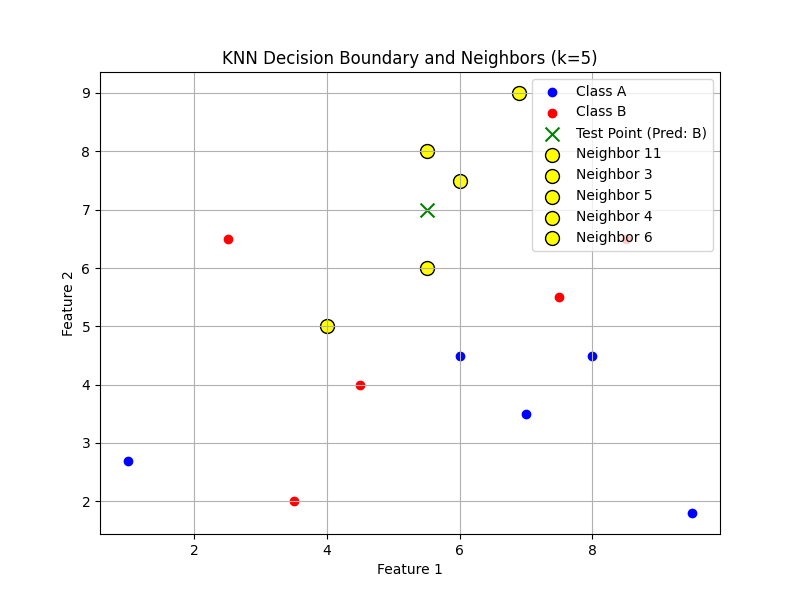 KNN Decision Boundary and Neighbors (k=5)
9
8
7
6
5
4
3
2
Feature 2
2
4
6
8
Feature 1
Class A
Class B
Test Point (Pred: B)
Neighbor 11
Neighbor 3
Neighbor 5
Neighbor 4
Neighbor 6